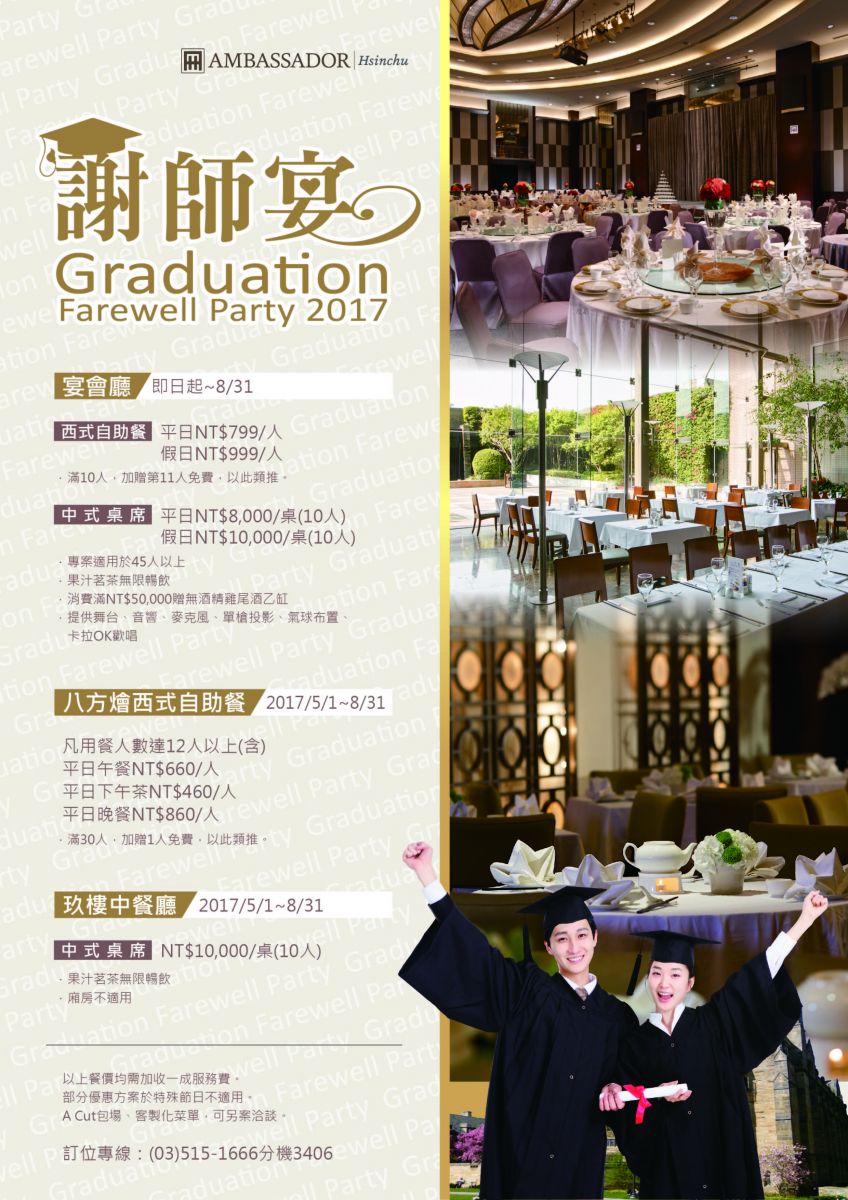 AMBASSADOR Hsinchu
謝師宴
Graduation
Farewell Party 2017
宴會廳 即日起~8/31
西式自助餐 平日NT$799/人
假日NT$999/人
．滿10人，加贈第11人免費，以此類推。
中式桌席 平日NT$8,000/桌(10人)
假日NT$10,000/桌(10人)
．專案適用於45人以上
．果汁茗茶無限暢飲
．消費滿NT$50,000贈無酒精雞尾酒乙缸
．提供舞台、音響、麥克風、單槍投影、氣球布置、
卡拉OK歡唱
八方燴西式自助餐 2017/5/1~8/31
凡用餐人數達12人以上(含)
平日午餐NT$660/人
平日下午茶NT$460/人
平日晚餐NT$860/人
．滿30人，加贈1人免費，以此類推。
玖樓中餐廳 2017/5/1~8/31
中式桌席 NT$10,000/桌(10人)
．果汁茗茶無限暢飲
．廂房不適用
以上餐價均需加收一成服務費。
部分優惠方案於特殊節日不適用。
A Cut包場、客製化菜單，可另案洽談。
訂位專線：(03)515-1666分機3406